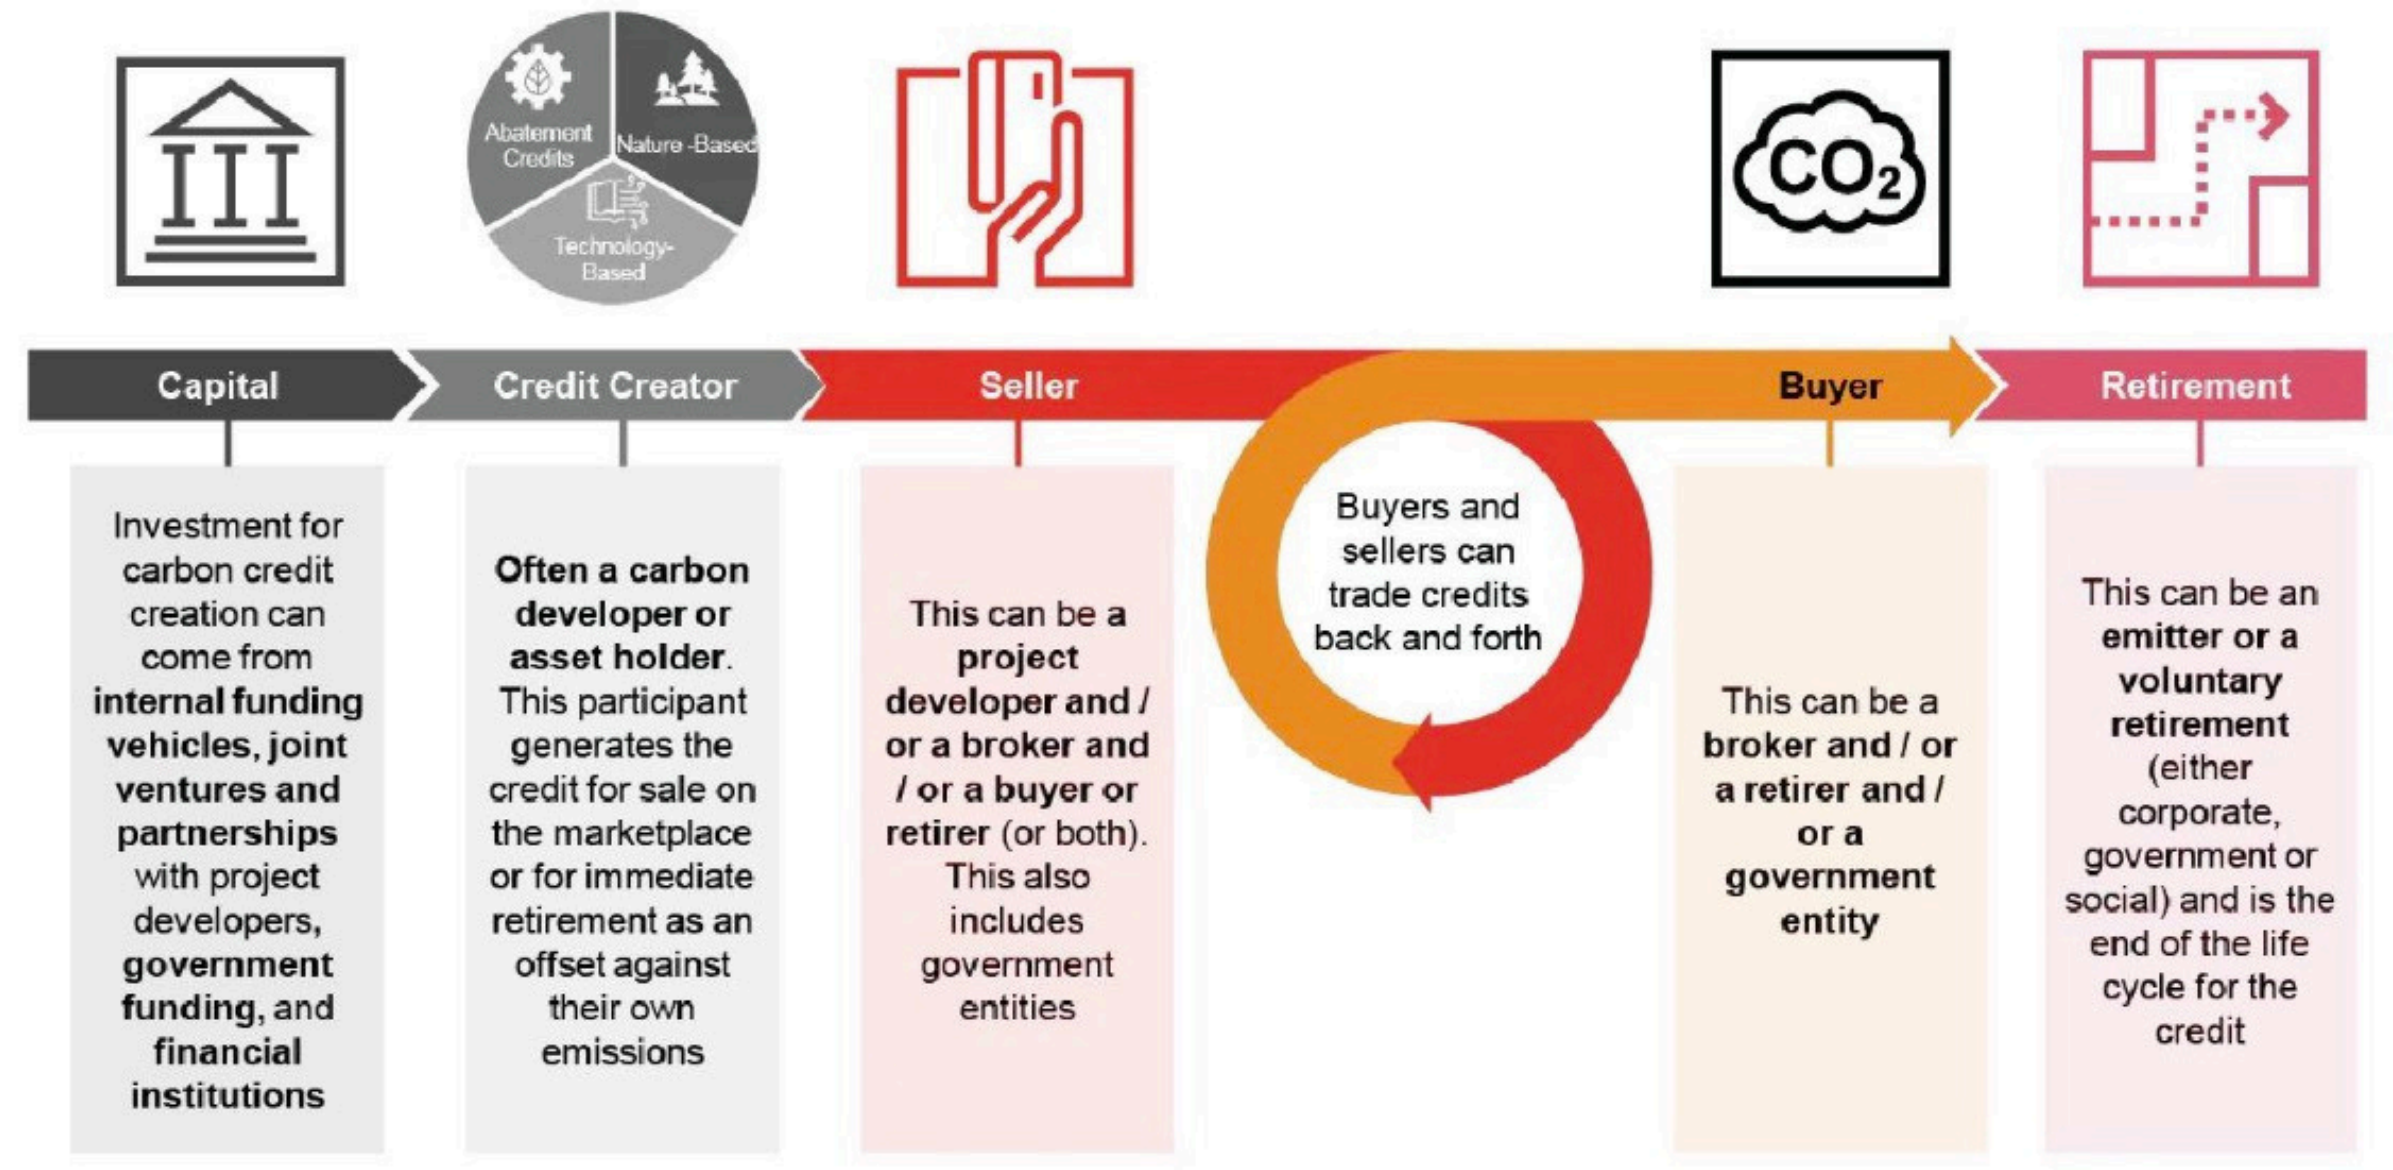 Abatement
Credits
Nature -Based
Technology-
Based
CO2
Capital
Credit Creator
Seller
Buyer
Retirement
Investment for
carbon credit
creation can
come from
internal funding
vehicles, joint
ventures and
partnerships
with project
developers,
government
funding, and
financial
institutions
Often a carbon
developer or
asset holder.
This participant
generates the
credit for sale on
the marketplace
or for immediate
retirement as an
offset against
their own
emissions
This can be a
project
developer and /
or a broker and
/ or a buyer or
retirer (or both).
This also
includes
government
entities
Buyers and
sellers can
trade credits
back and forth
This can be a
broker and / or
a retirer and /
or a
government
entity
This can be an
emitter or a
voluntary
retirement
(either
corporate,
government or
social) and is the
end of the life
cycle for the
credit